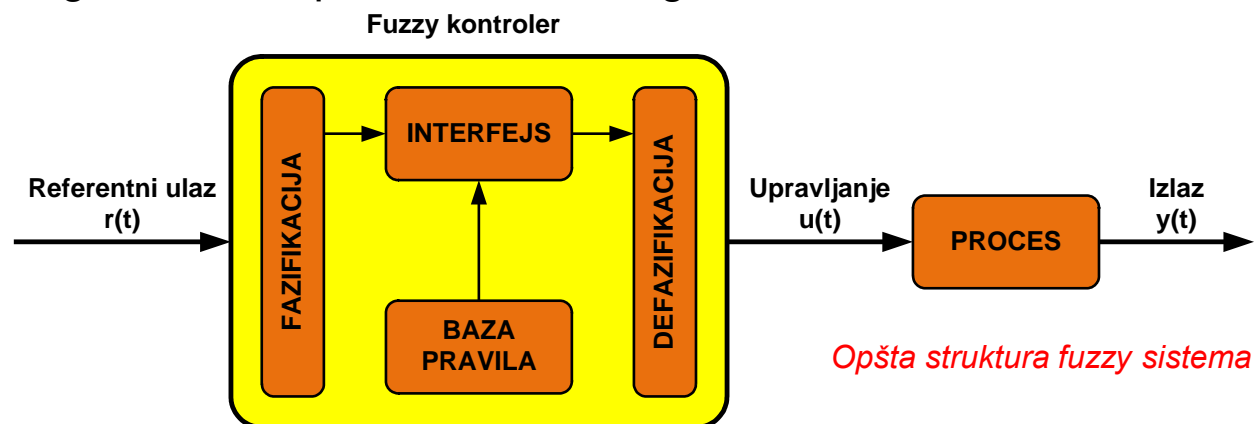 Fuzzy kontroler
Referentni ulaz
r(t)
FAZIFIKACIJA
INTERFEJS
BAZA
PRAVILA
DEFAZIFIKACIJA
Upravljanje
u(t)
PROCES
Izlaz
y(t)
Opšta struktura fuzzy sistema